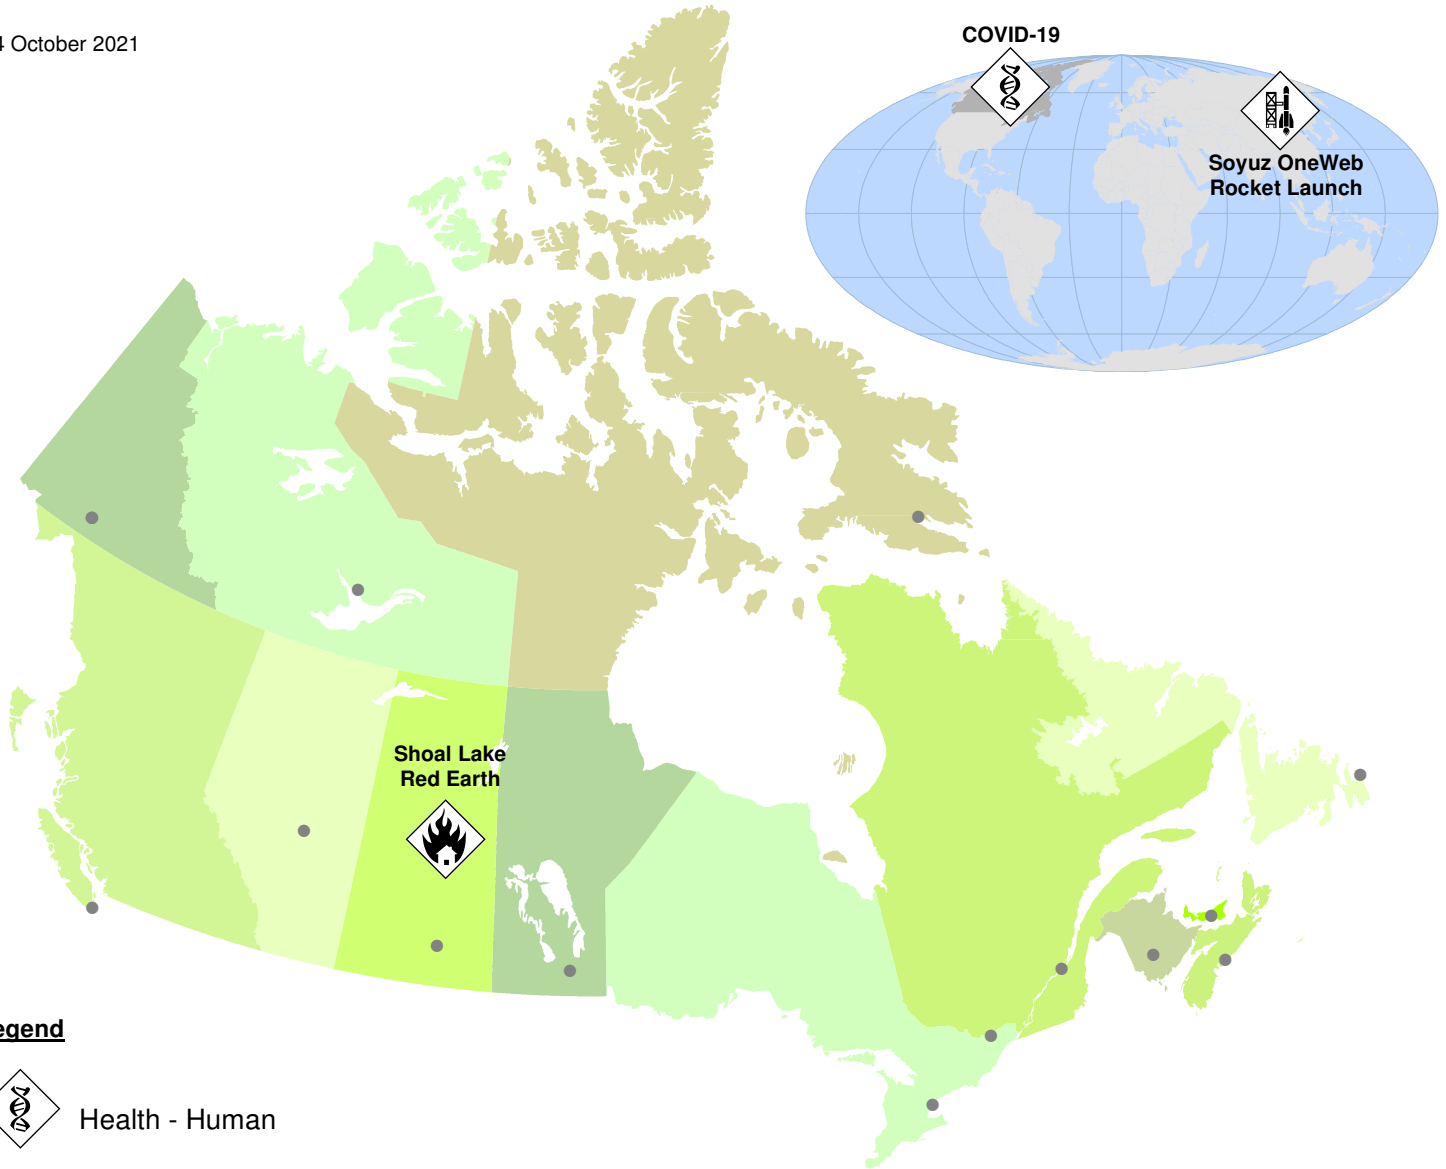 4 October 2021
COVID-19
Soyuz OneWeb
Rocket Launch
Shoal Lake
Red Earth
egend
Health - Human